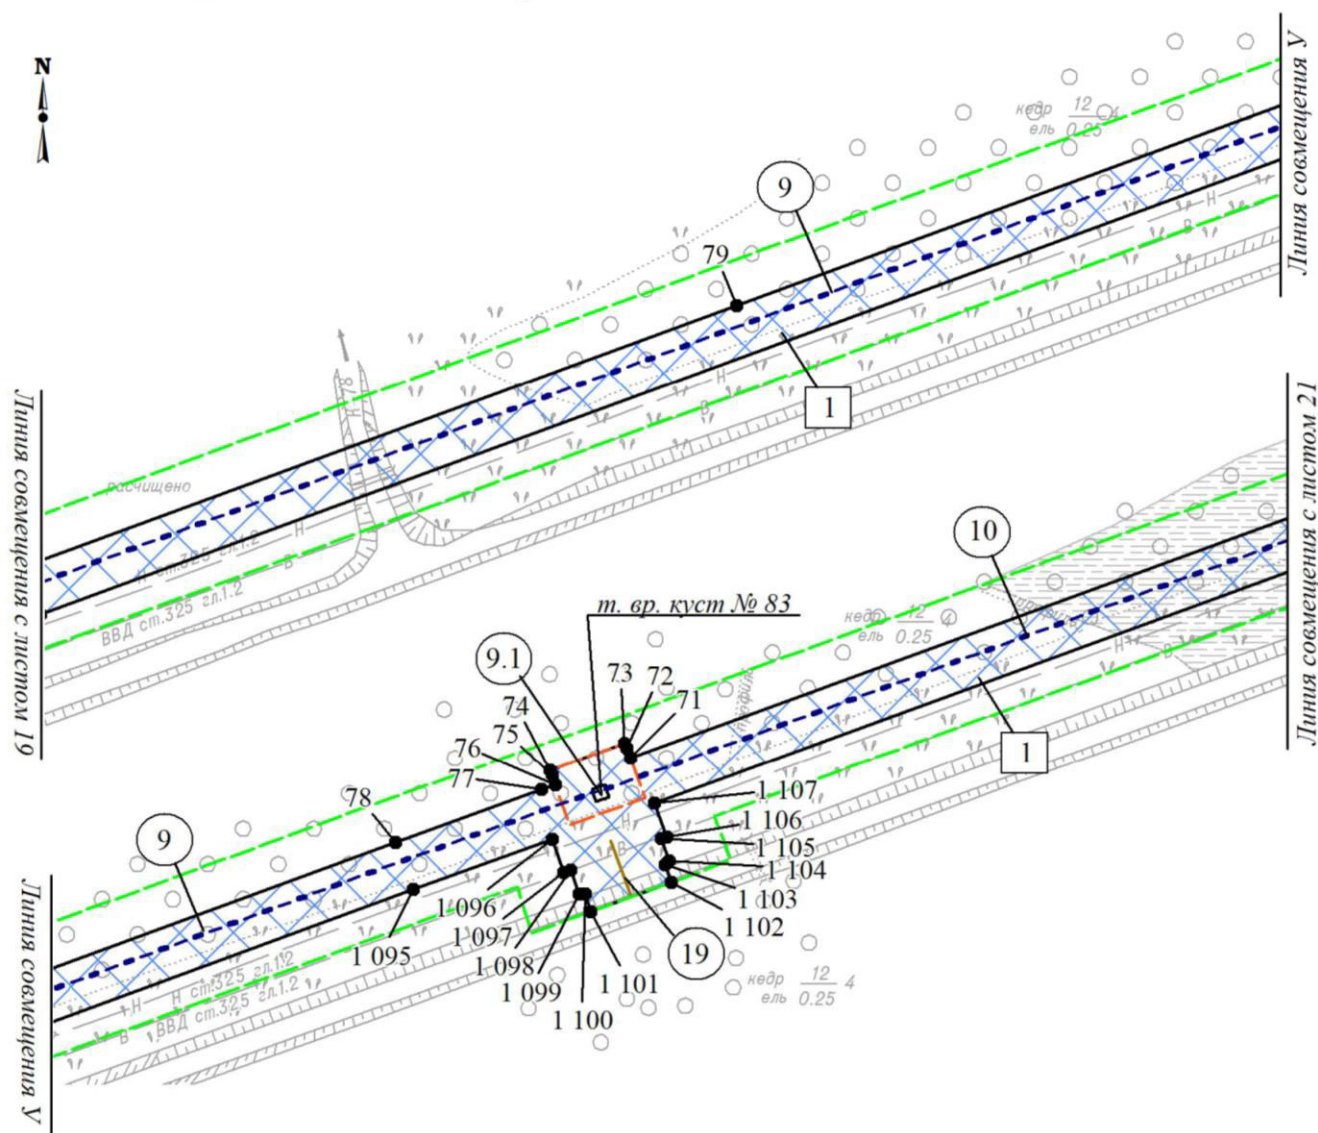 N
Линия совмещения У
кедр 12 4
ель 0.25
9
79
1
Линия совмещения с листом 19
расчищено
Н
В
Н
В
Н
В
ВВД ст.325 гл.1.2
Линия совмещения с листом 21
10
т. вр. куст № 83
кедр 12 4
ель 0.25
9.1
73
72
71
74
75
76
77
78
Н
В
1
9
1 107
1 106
1 105
1 104
1 103
1 102
Н
В
19
1 095
1 096
1 097
1 098
1 099
1 100
1 101
кедр 12 4
ель 0.25
Н ст.325 гл.1.2
ВВД ст.325 гл.1.2
Н
В
Линия совмещения У